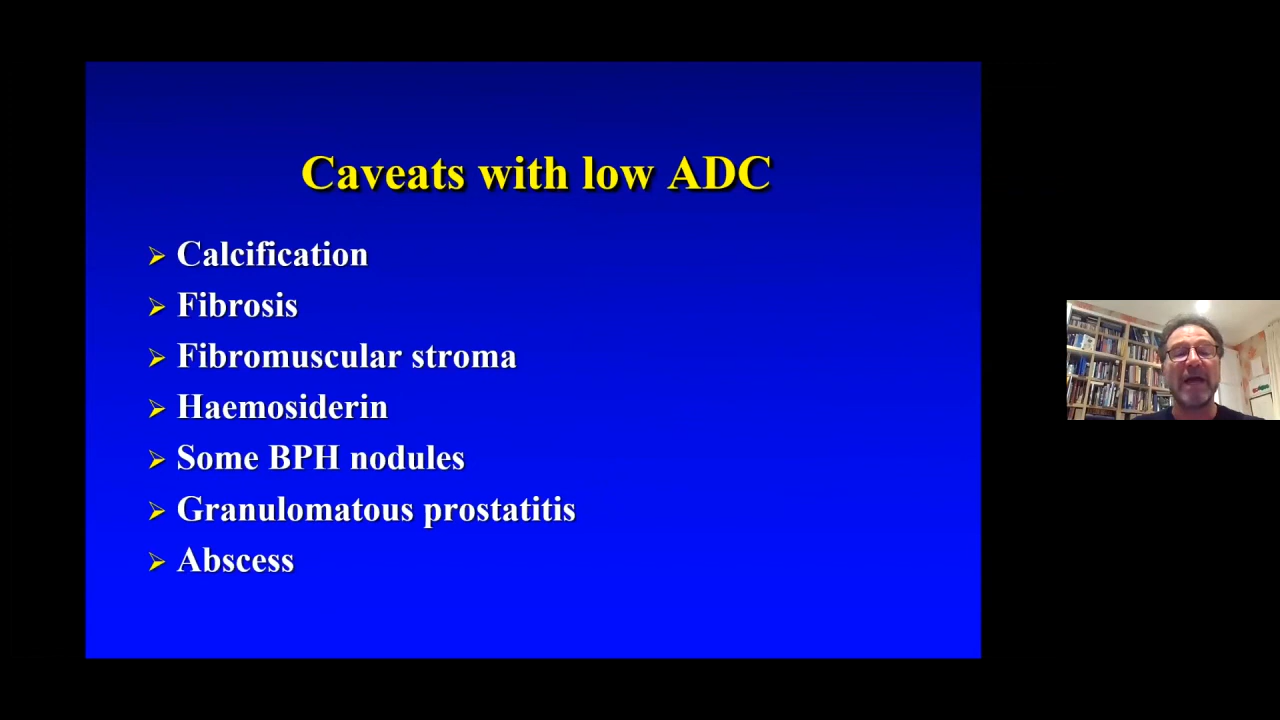 Caveats with low ADC
Calcification
Fibrosis
Fibromuscular stroma
Haemosiderin
Some BPH nodules
Granulomatous prostatitis
Abscess